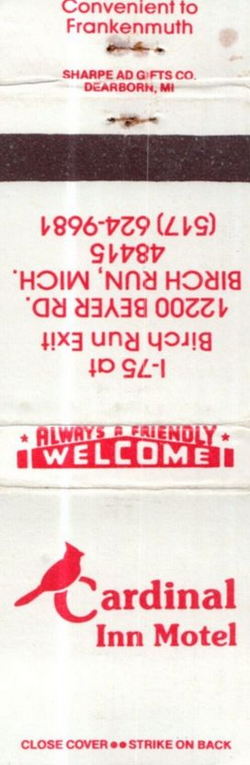 Convenient to
Frankenmuth
SHARPE AD GIFTS CO.
DEARBORN, MI
I-75 at
Birch Run Exit
12200 BEYER RD.
BIRCH RUN, MICH.
48415
(517) 624-9681
★ ALWAYS A FRIENDLY ★
WELCOME
Cardinal
Inn Motel
CLOSE COVER ●● STRIKE ON BACK